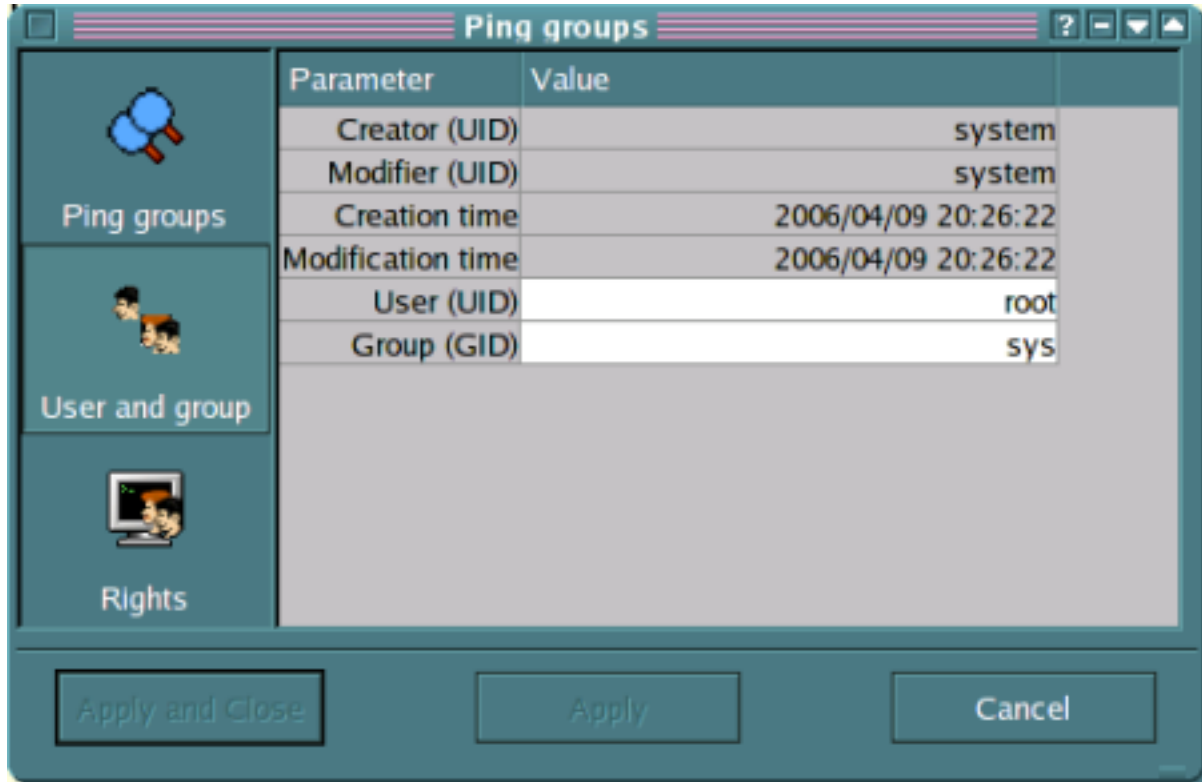 Ping groups
Ping groups
User and group
Rights
Parameter Value
Creator (UID) system
Modifier (UID) system
Creation time 2006/04/09 20:26:22
Modification time 2006/04/09 20:26:22
User (UID) root
Group (GID) sys
Apply and Close Apply Cancel